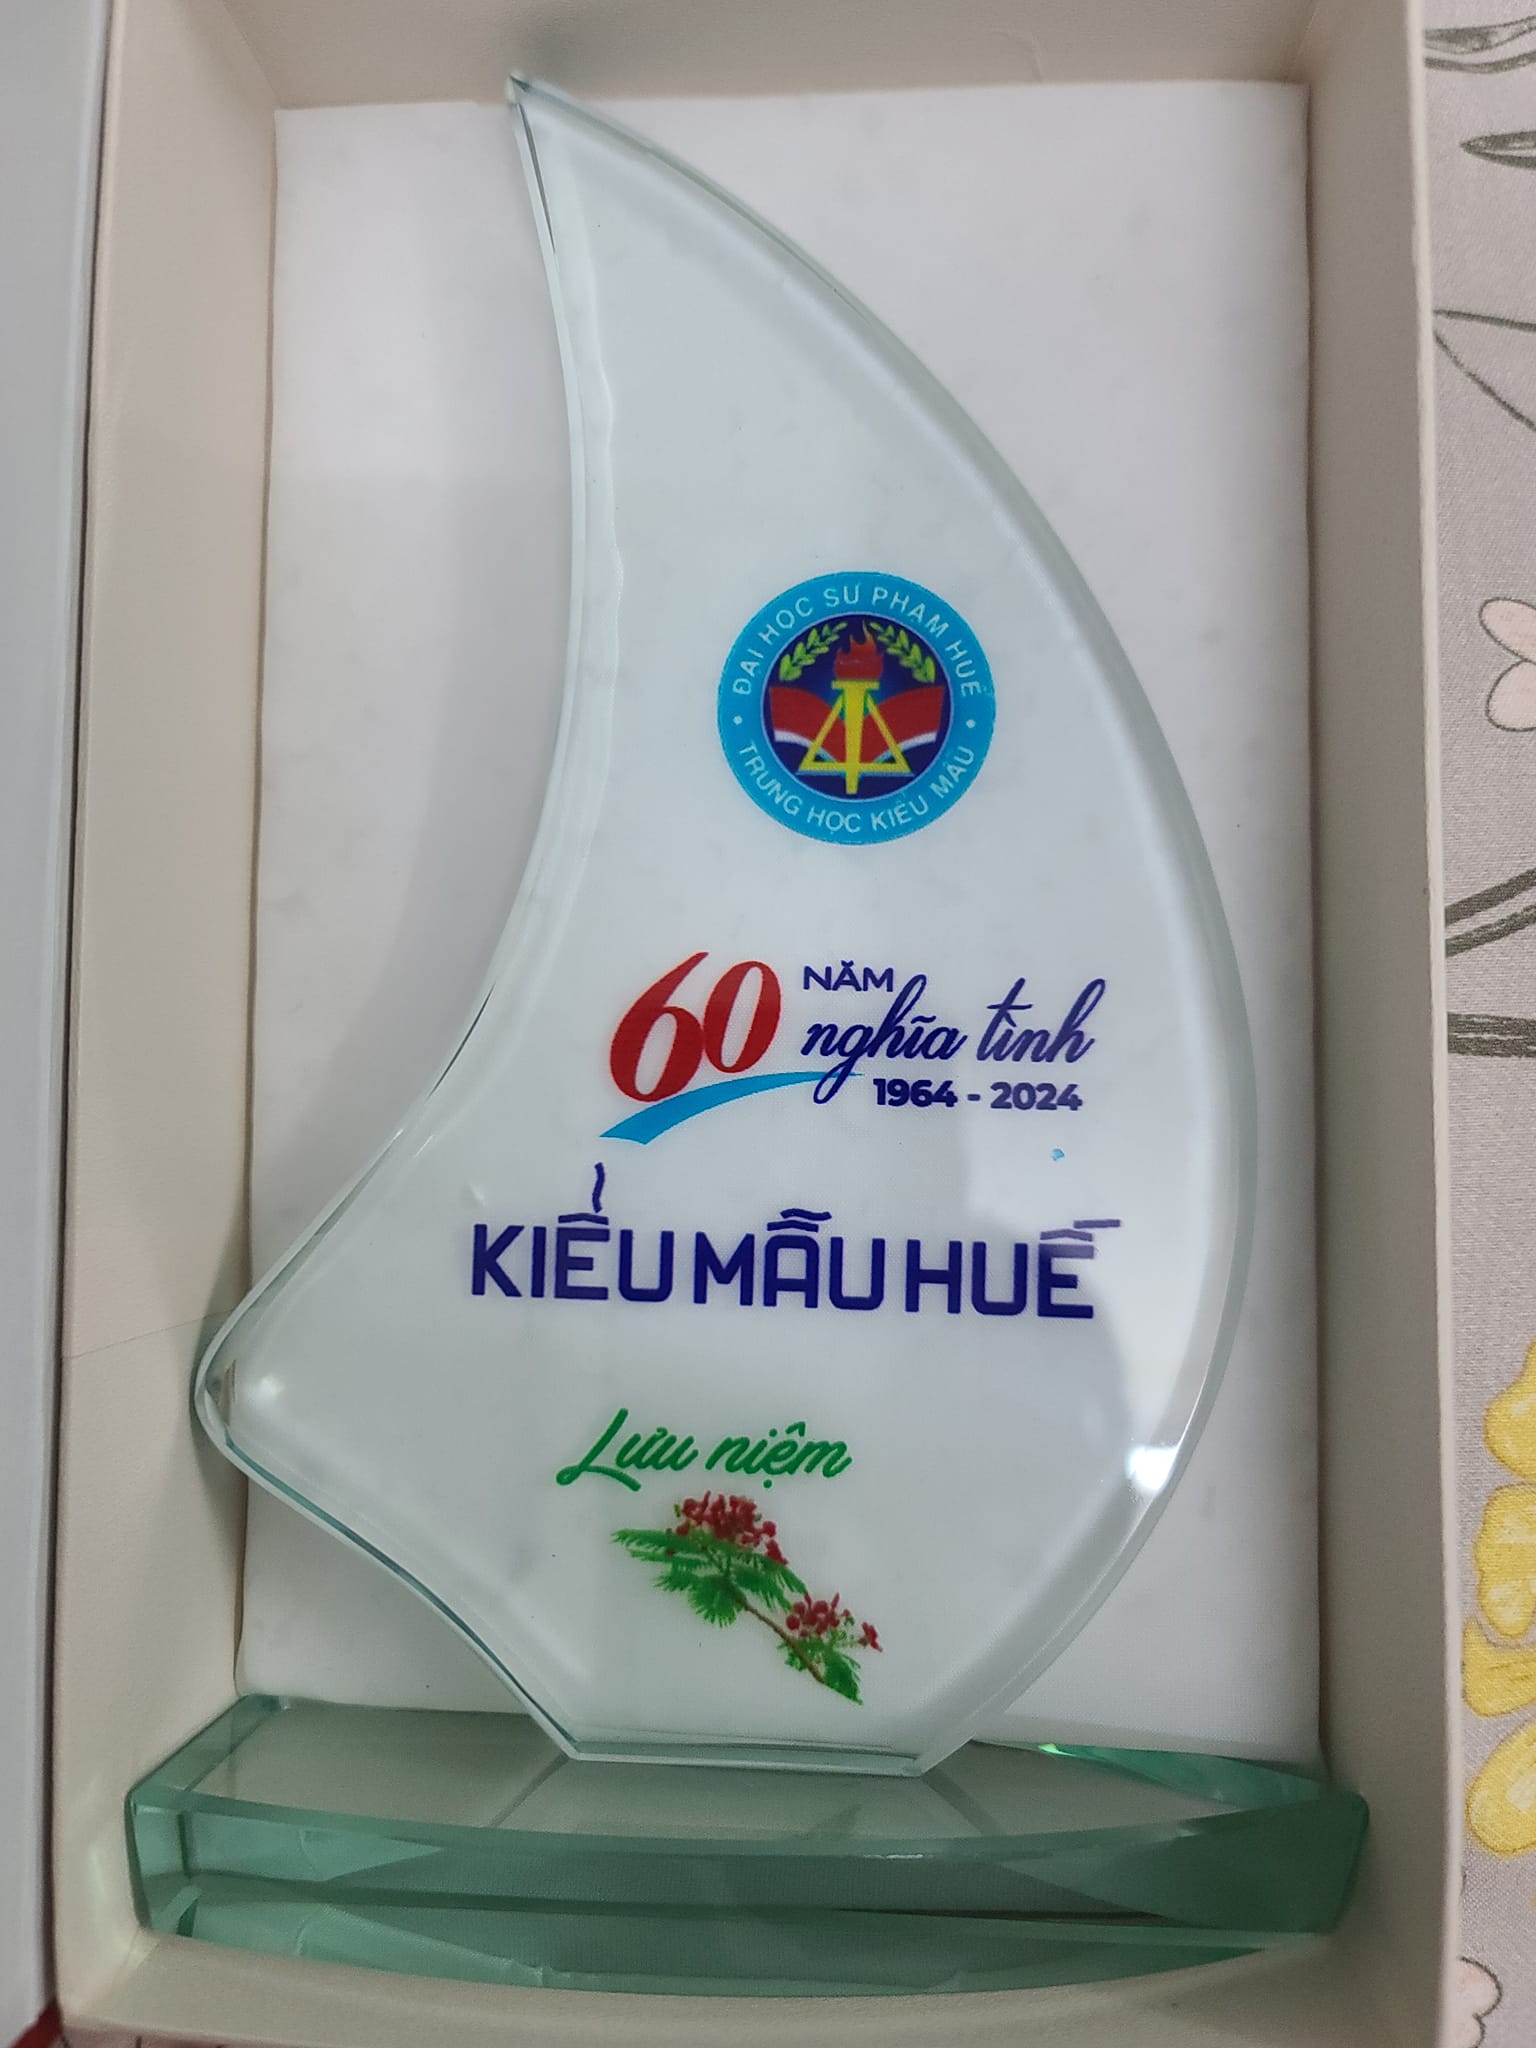 ĐẠI HỌC SƯ PHẠM HUẾ
TRUNG HỌC KIỂU MẪU
60 NĂM
nghĩa tình
1964 - 2024
KIỂU MẪU HUẾ
Lưu niệm